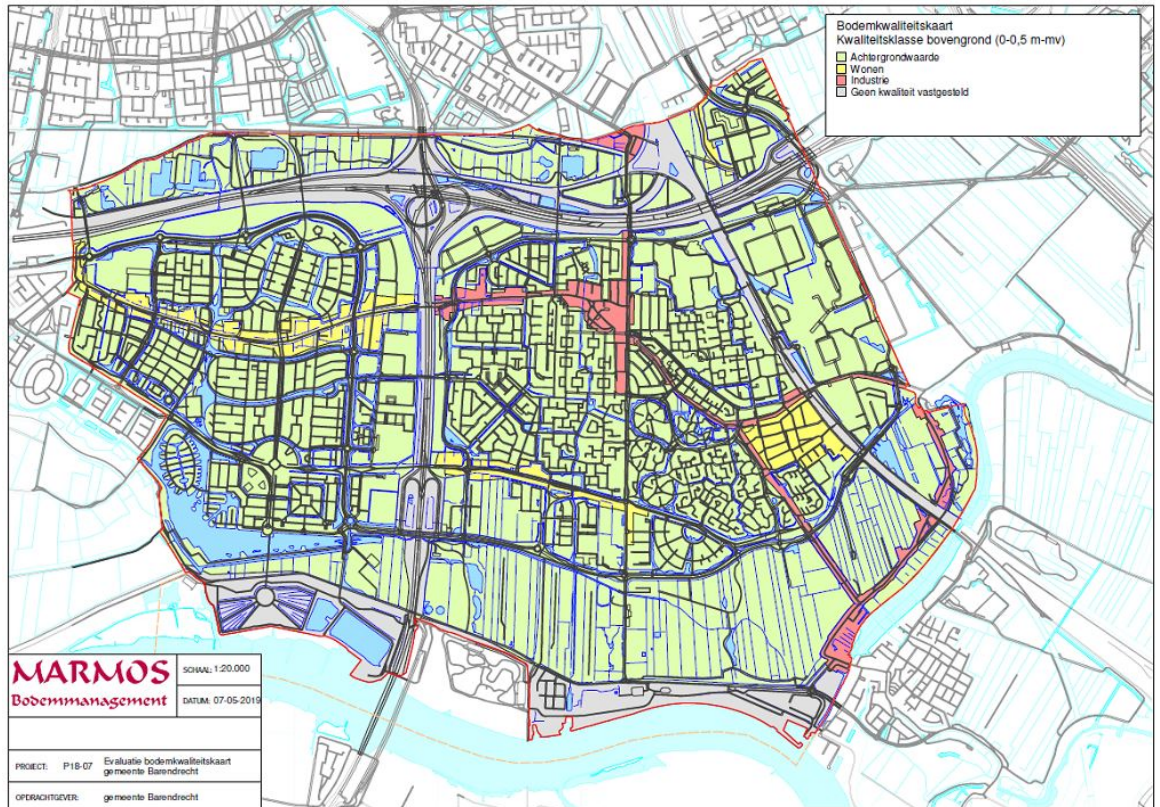 Bodemkwaliteitskaart
Kwaliteitsklasse bovengrond (0-0,5 m-mv)
Achtergrondwaarde
Wonen
Industrie
Geen kwaliteit vastgesteld
MARMOS
Bodemmanagement
SCHAAL: 1:20.000
DATUM: 07-05-2019
PROJECT: P18-07 Evaluatie bodemkwaliteitskaart
gemeente Barendrecht
OPDRACHTGEVER: gemeente Barendrecht